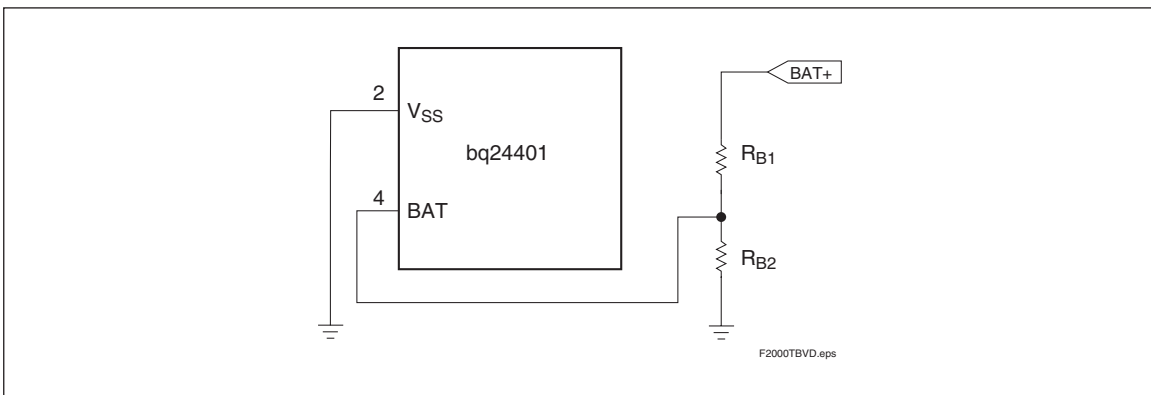 BAT+
2
VSS
bq24401
RB1
4
BAT
RB2
F2000TBVD.eps